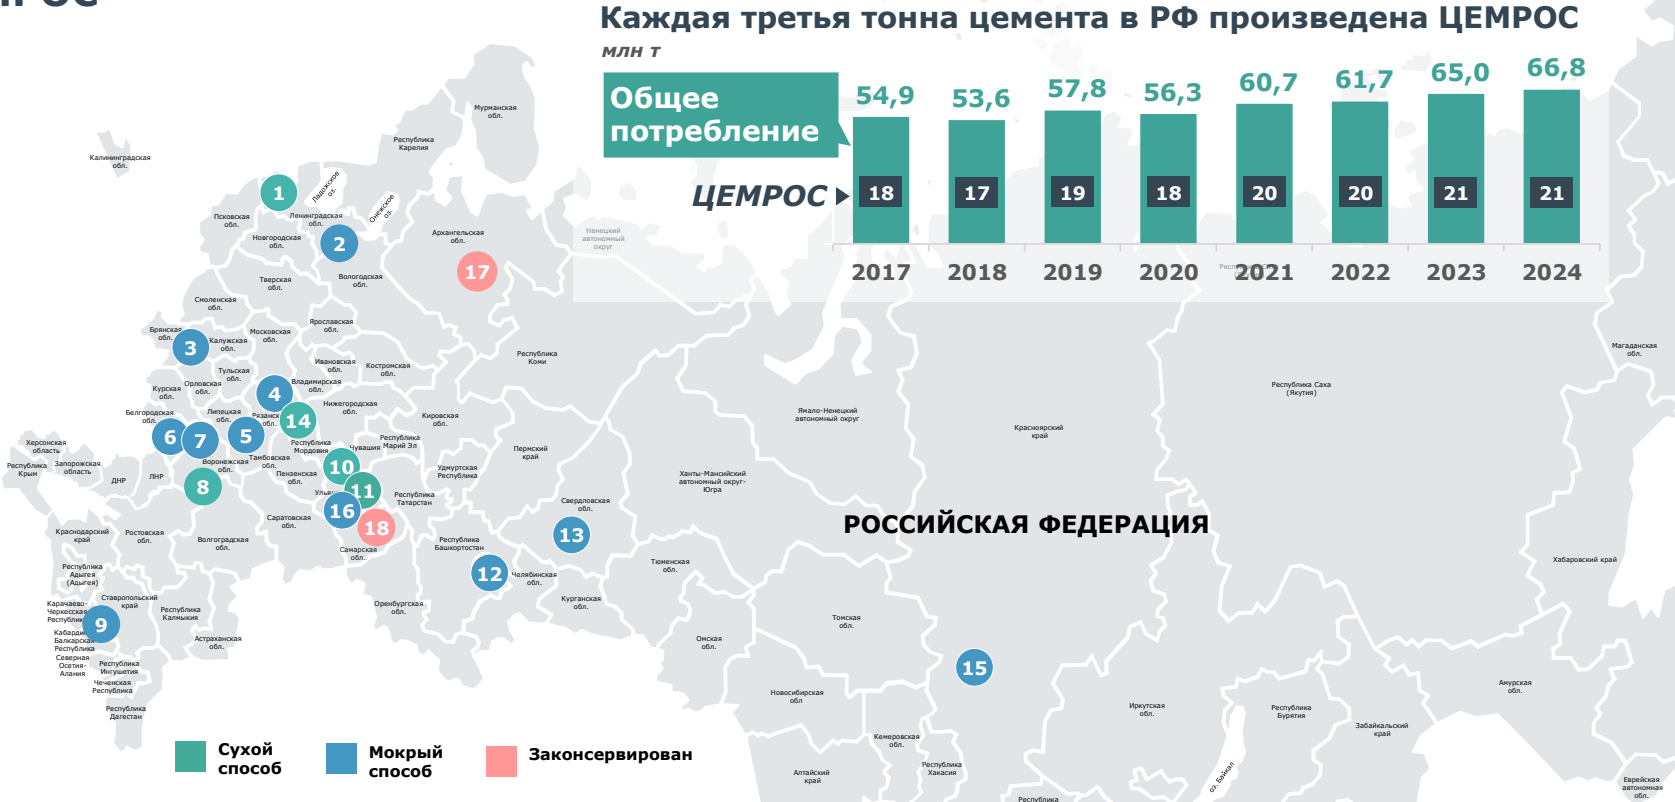 Каждая третья тонна цемента в РФ произведена ЦЕМРОС
млн т
Общее
потребление
54,9
53,6
57,8
56,3
60,7
61,7
65,0
66,8
ЦЕМРОС
18
17
19
18
20
20
21
21
2017
2018
2019
2020
2021
2022
2023
2024
Мурманская
обл.
Республика
Карелия
Калининградская
обл.
1
Ладожское
оз.
Онежское
оз.
Псковская
обл.
Ленинградская
обл.
Новгородская
обл.
2
Архангельская
обл.
17
Ненецкий
автономный
округ
Тверская
обл.
Вологодская
обл.
Смоленская
обл.
Брянская
обл.
3
Калужская
обл.
Московская
обл.
Ярославская
обл.
Ивановская
обл.
Костромская
обл.
Республика
Коми
Тульская
обл.
Владимирская
обл.
Курская
обл.
Орловская
обл.
4
Нижегородская
обл.
Кировская
обл.
Белгородская
обл.
Липецкая
обл.
14
6
7
5
Республика
Мордовия
Чувашия
Республика
Марий Эл
Пермский
край
Херсонская
область
Республика
Крым
Запорожская
область
ДНР
ЛНР
Воронежская
обл.
Тамбовская
обл.
Пензенская
обл.
10
11
Удмуртская
Республика
Республика
Татарстан
8
16
18
Свердловская
обл.
13
Краснодарский
край
Ростовская
обл.
Волгоградская
обл.
Саратовская
обл.
Самарская
обл.
Республика
Башкортостан
12
Челябинская
обл.
Курганская
обл.
Оренбургская
обл.
Республика
Адыгея
(Адыгея)
Карачаево-
Черкесская
Ставропольский
край
9
Балкарская
Республика
Северная
Осетия-
Алания
Республика
Ингушетия
Чеченская
Республика
Республика
Дагестан
Республика
Калмыкия
Астраханская
обл.
Ямало-Ненецкий
автономный округ
Ханты-Мансийский
автономный округ-
Югра
Тюменская
обл.
Красноярский
край
Республика Саха
(Якутия)
Магаданская
обл.
РОССИЙСКАЯ ФЕДЕРАЦИЯ
Хабаровский край
Томская
обл.
Омская
обл.
15
Новосибирская
обл
Кемеровская
обл.
Республика
Хакасия
Алтайский
край
Республика
Иркутская
обл.
оз. Байкал
Республика
Бурятия
Забайкальский
край
Амурская
обл.
Еврейская
автономная
обл.
Сухой
способ
Мокрый
способ
Законсервирован